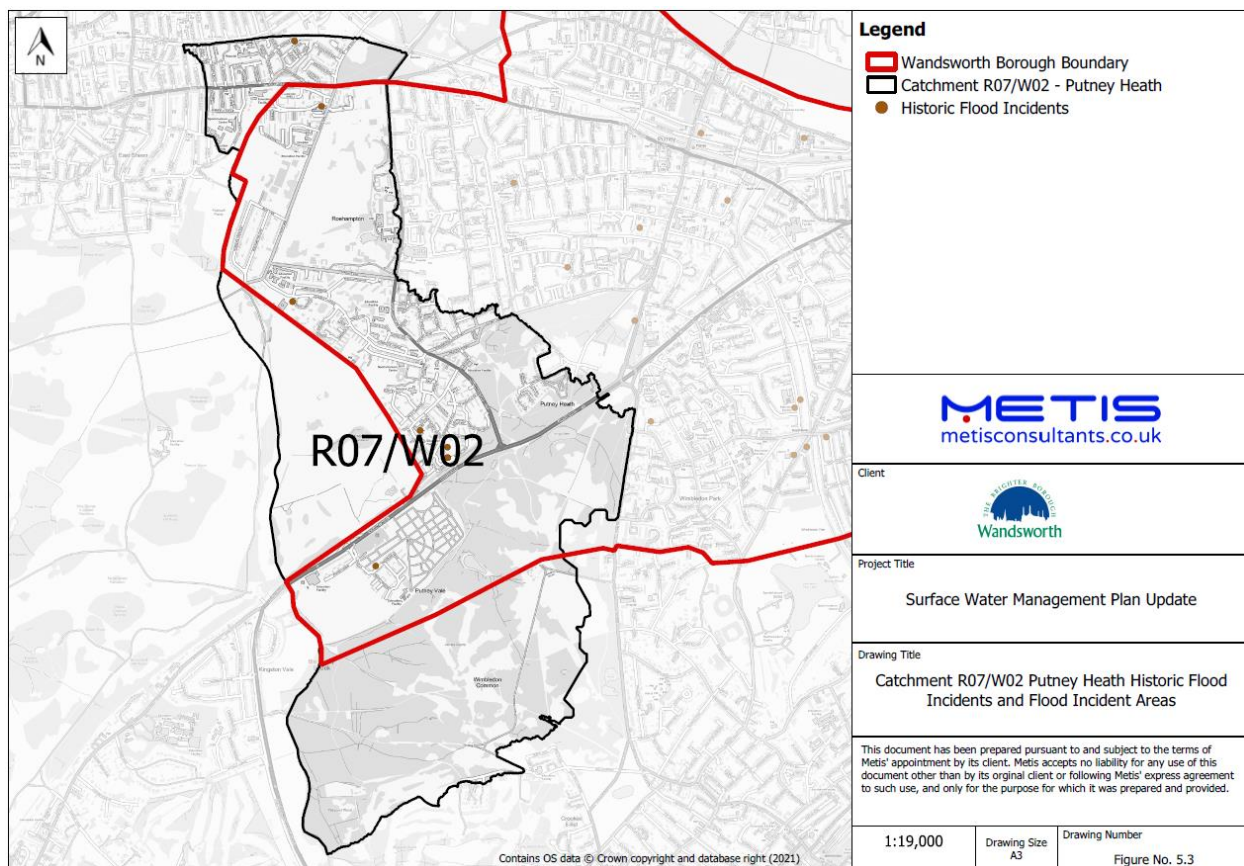 N
East Sheen
Roehampton
Putney Heath
R07/W02
Wimbledon Park
Putney Vale
Kingston Vale
Wimbledon
Common
Contains OS data © Crown copyright and database right (2021)
Legend
Wandsworth Borough Boundary
Catchment R07/W02 - Putney Heath
Historic Flood Incidents
METIS
metisconsultants.co.uk
Client
THE BRIGHTER BOROUGH
Wandsworth
Project Title
Surface Water Management Plan Update
Drawing Title
Catchment R07/W02 Putney Heath Historic Flood
Incidents and Flood Incident Areas
This document has been prepared pursuant to and subject to the terms of
Metis' appointment by its client. Metis accepts no liability for any use of this
document other than by its orginal client or following Metis' express agreement
to such use, and only for the purpose for which it was prepared and provided.
1:19,000
Drawing Size
A3
Drawing Number
Figure No. 5.3